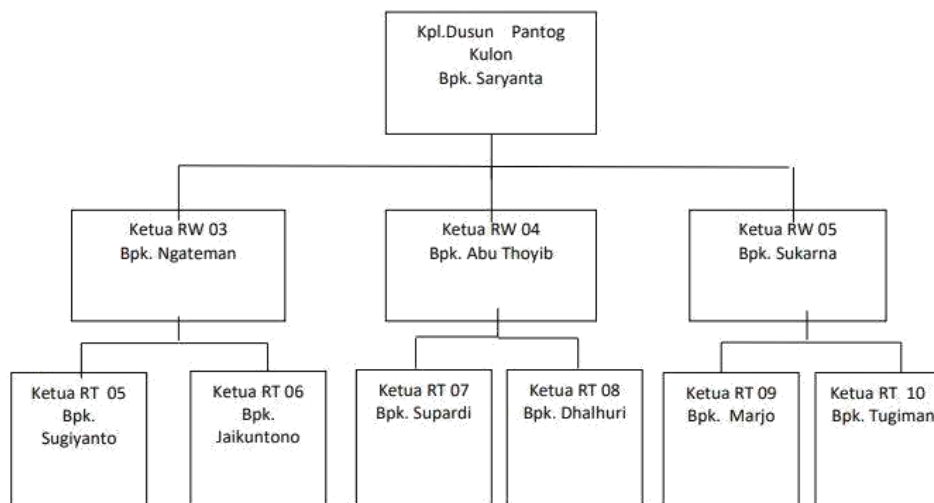 Kpl.Dusun Pantog
Kulon
Bpk. Saryanta
Ketua RW 03
Bpk. Ngateman
Ketua RW 04
Bpk. Abu Thoyib
Ketua RW 05
Bpk. Sukarna
Ketua RT 05
Bpk.
Sugiyanto
Ketua RT 06
Bpk.
Jaikuntono
Ketua RT 07
Bpk. Supardi
Ketua RT 08
Bpk. Dhalhuri
Ketua RT 09
Bpk. Marjo
Ketua RT 10
Bpk. Tugiman